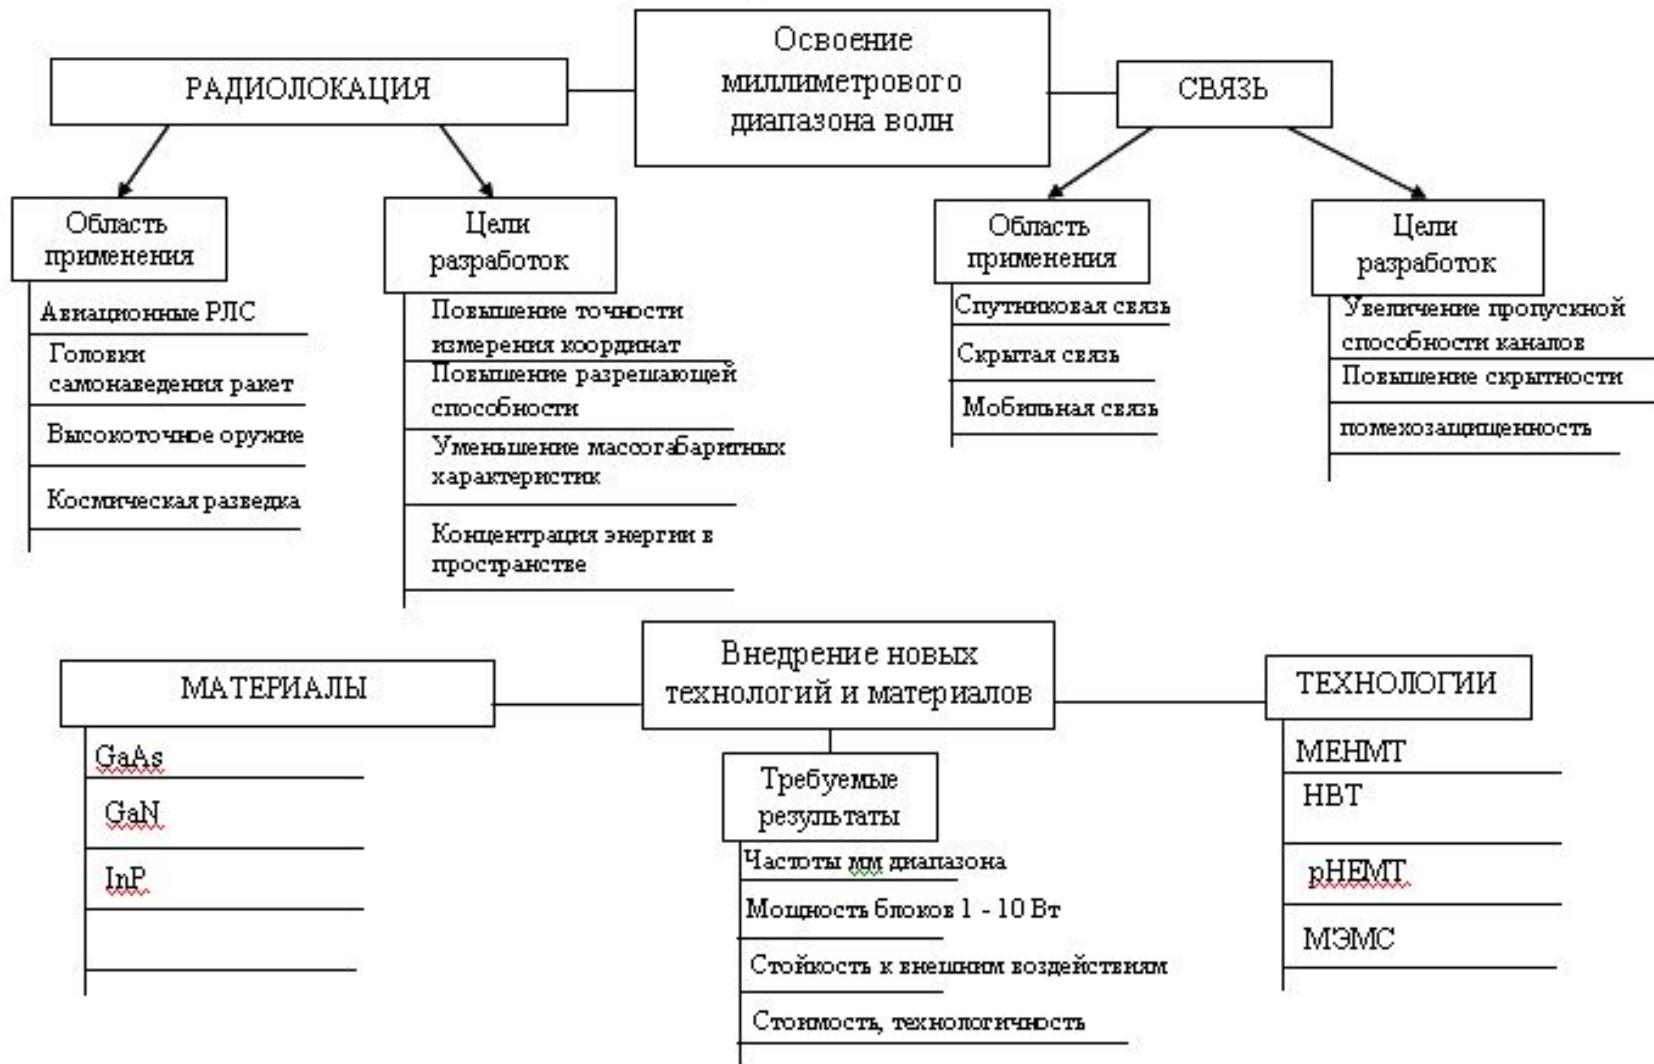 Освоение
миллиметрового
диапазона волн
РАДИОЛОКАЦИЯ
СВЯЗЬ
Область
применения
Авиационные РЛС
Головки
самонаведения ракет
Высокоточное оружие
Космическая разведка
Цели
разработок
Повышение точности
измерения координат
Повышение разрешающей
способности
Уменьшение массогабаритных
характеристик
Концентрация энергии в
пространстве
Область
применения
Спутниковая связь
Скрытая связь
Мобильная связь
Цели
разработок
Увеличение пропускной
способности каналов
Повышение скрытности
помехозащищенность
Внедрение новых
технологий и материалов
МАТЕРИАЛЫ
GaAs
GaN
InP
Требуемые
результаты
Частоты мм диапазона
Мощность блоков 1 - 10 Вт
Стойкость к внешним воздействиям
Стоимость, технологичность
ТЕХНОЛОГИИ
МЕНМТ
НВТ
pHEMT
МЭМС